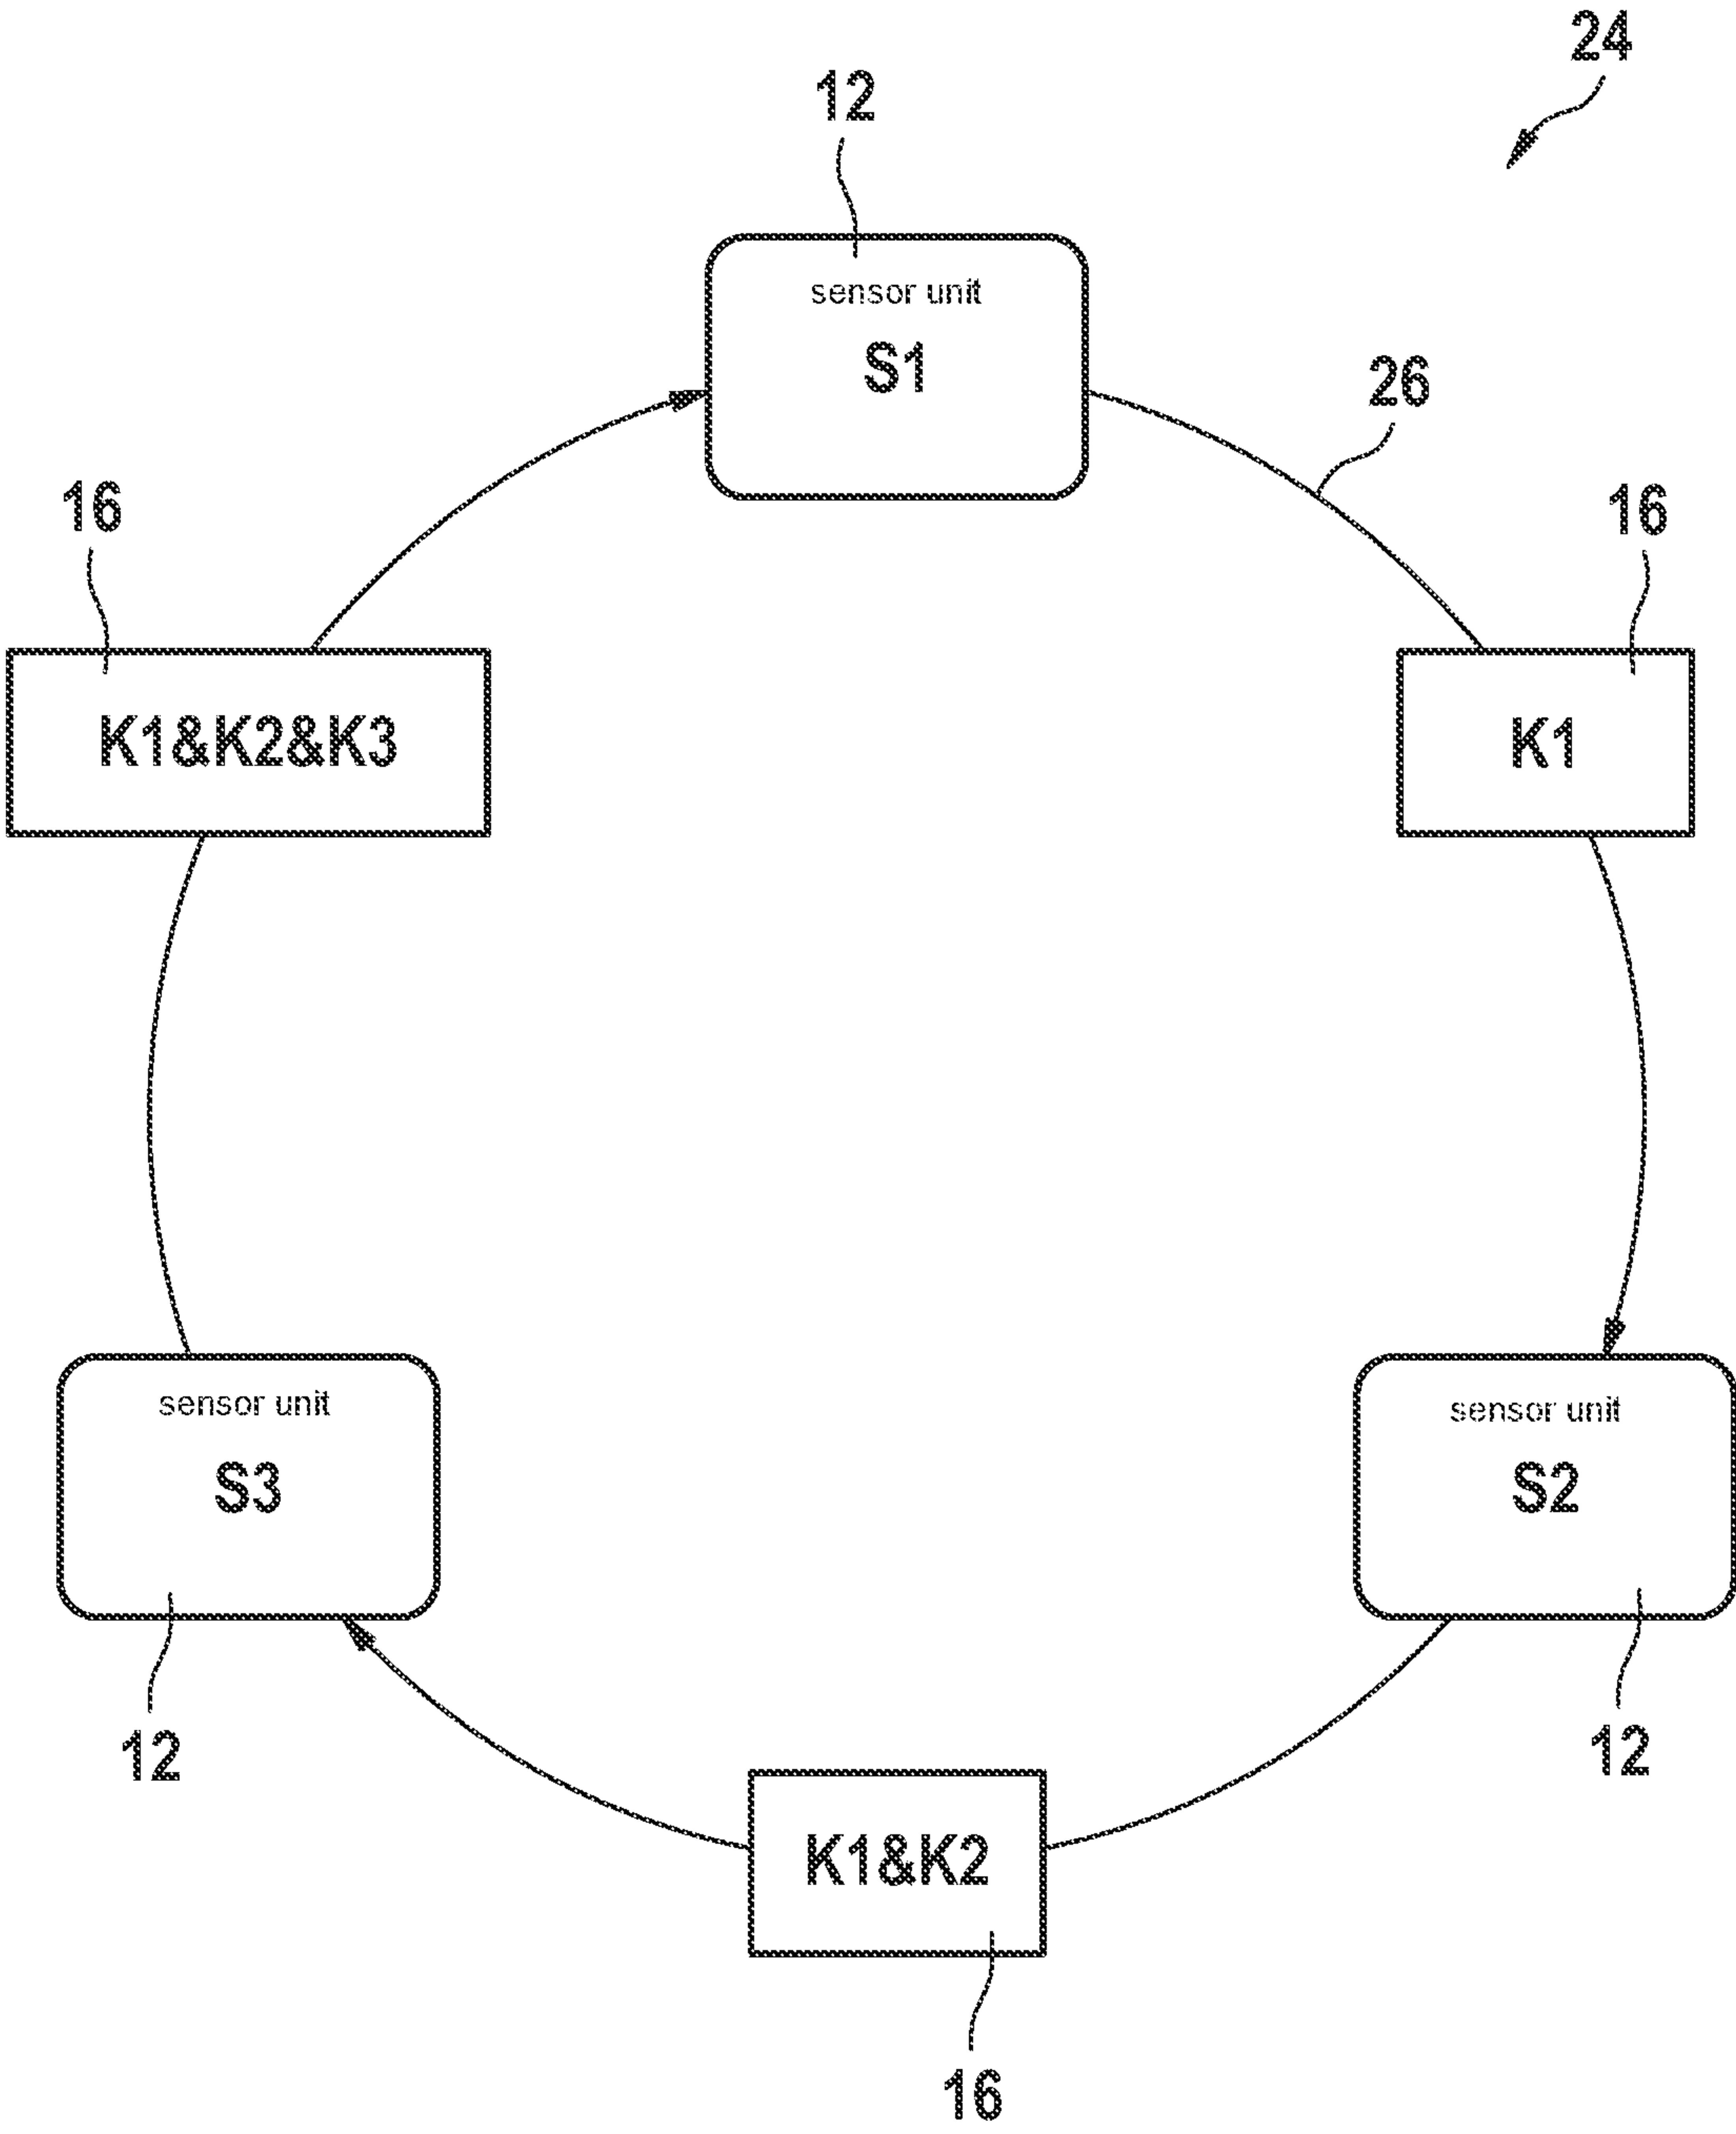 24
12
sensor unit
S1
26
16
16
K1&K2&K3
K1
sensor unit
S3
sensor unit
S2
12
12
K1&K2
16